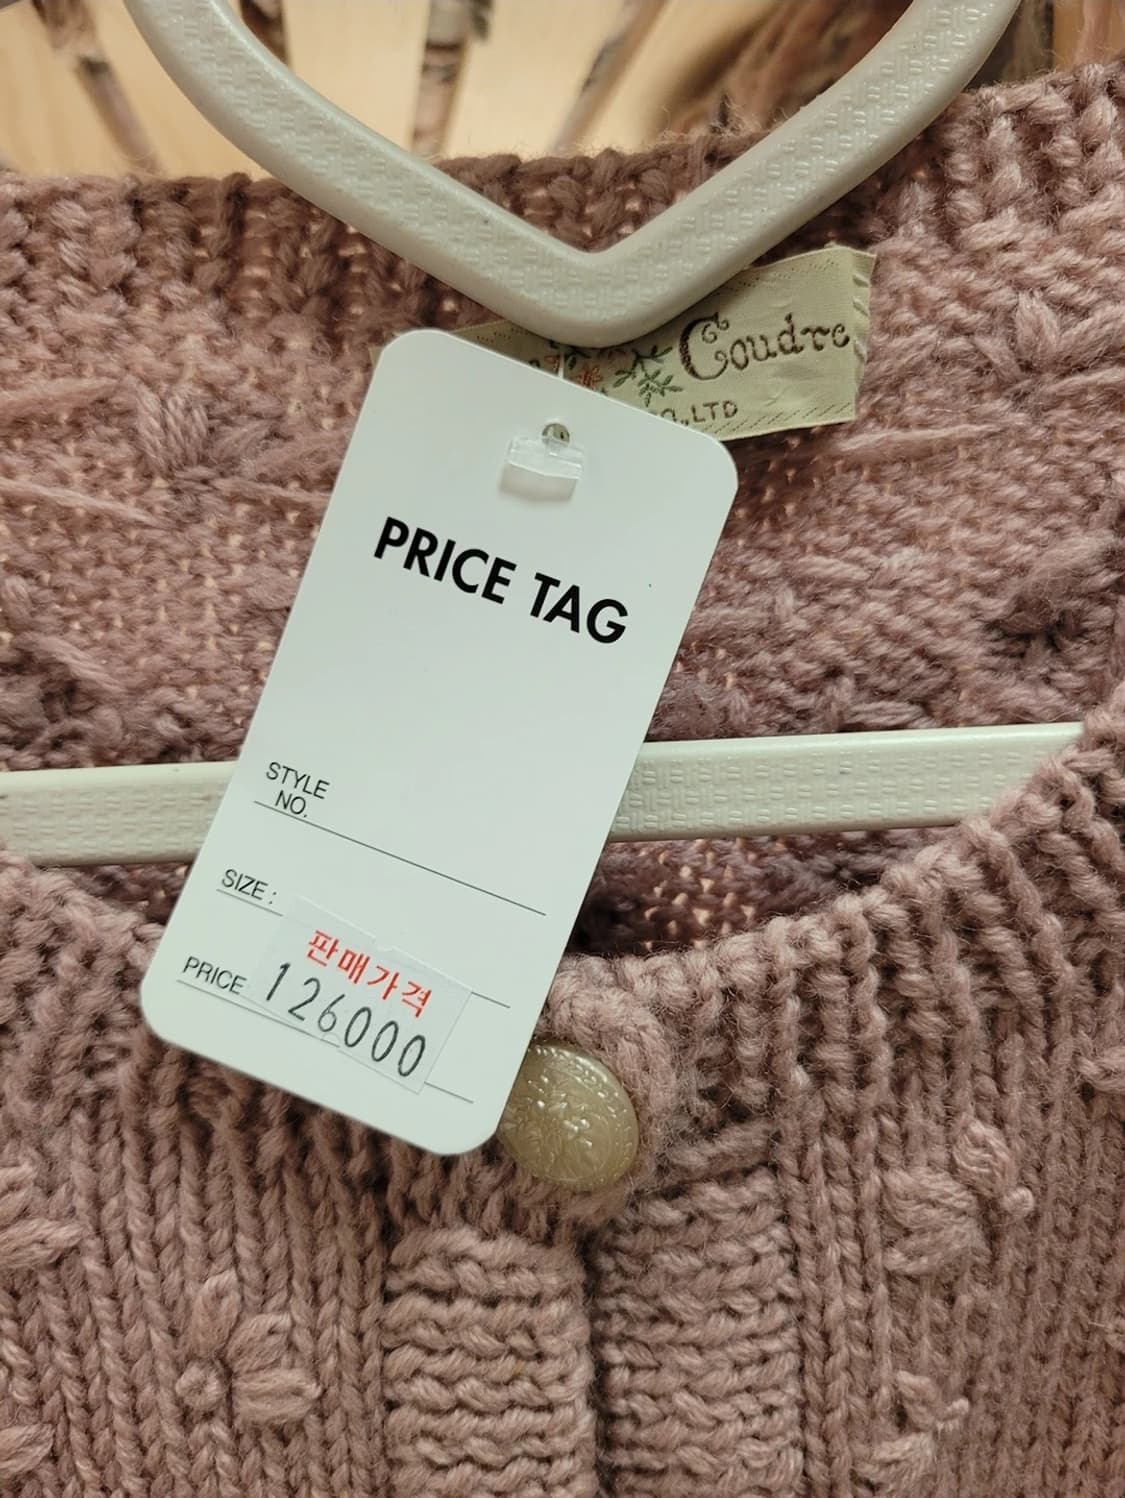 Coudre
CO.,LTD
PRICE TAG
STYLE
NO.
SIZE :
판매가격
PRICE 126000